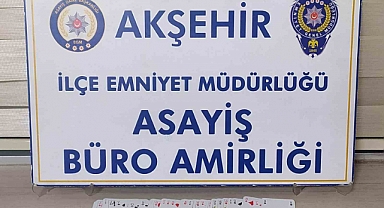 AKŞEHİR
İLÇE EMNİYET MÜDÜRLÜĞÜ
ASAYİŞ
BÜRO AMİRLİĞİ